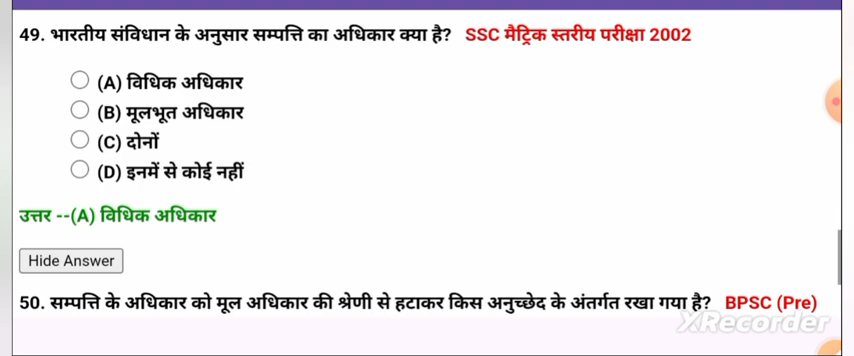 49. भारतीय संविधान के अनुसार सम्पत्ति का अधिकार क्या है? SSC मैट्रिक स्तरीय परीक्षा 2002
(A) विधिक अधिकार
(B) मूलभूत अधिकार
(C) दोनों
(D) इनमें से कोई नहीं
उत्तर --(A) विधिक अधिकार
Hide Answer
50. सम्पत्ति के अधिकार को मूल अधिकार की श्रेणी से हटाकर किस अनुच्छेद के अंतर्गत रखा गया है? BPSC (Pre)
XRecorder